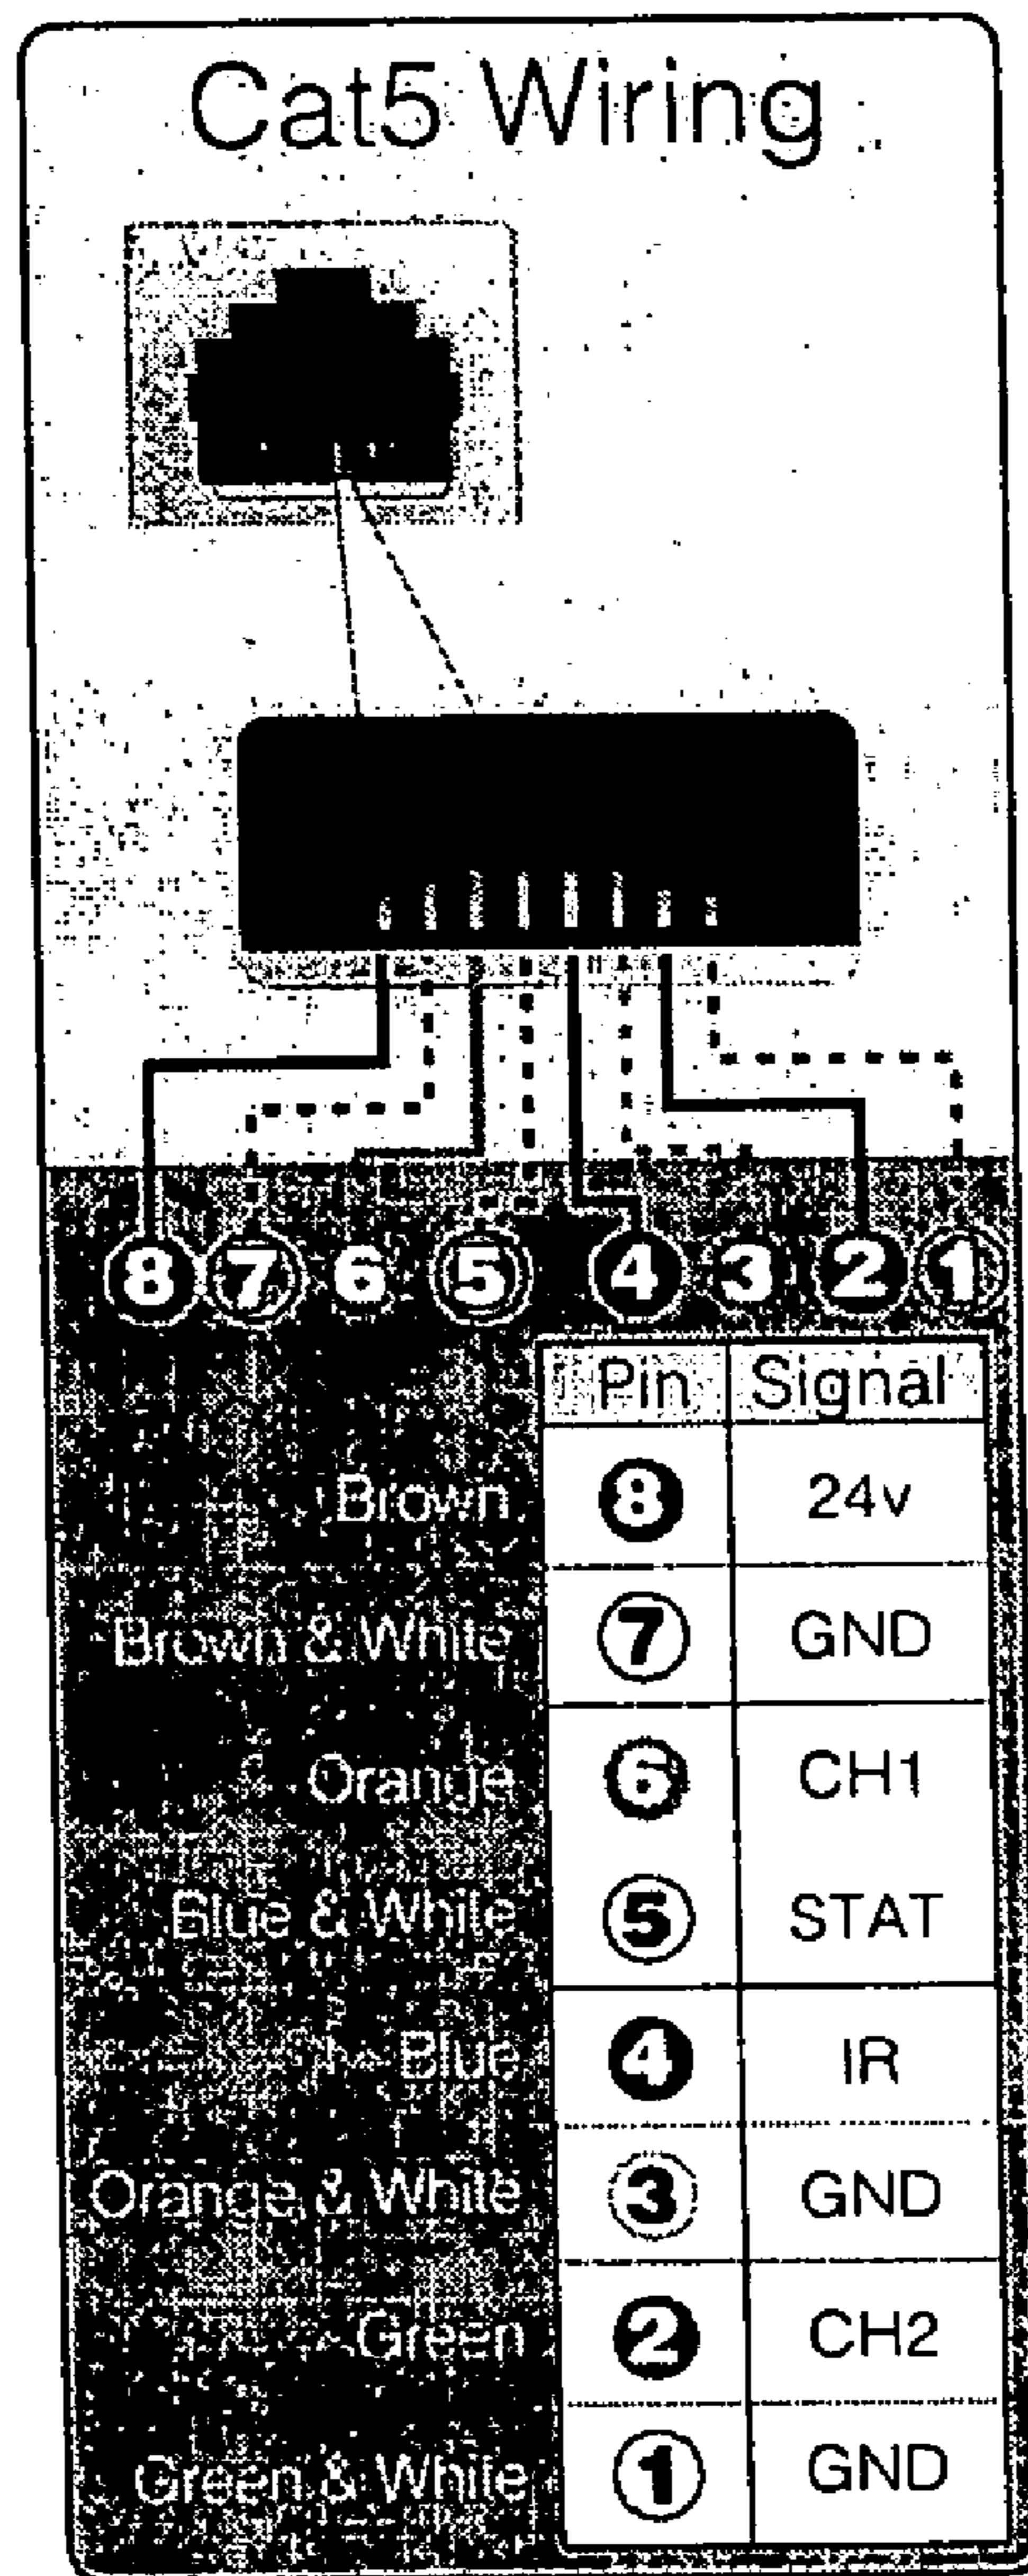 Cat5 Wiring
8 7 6 5 4 3 2 1
Pin Signal
Brown 8 24v
Brown & White 7 GND
Orange 6 CH1
Blue & White 5 STAT
Blue 4 IR
Orange & White 3 GND
Green 2 CH2
Green & White 1 GND